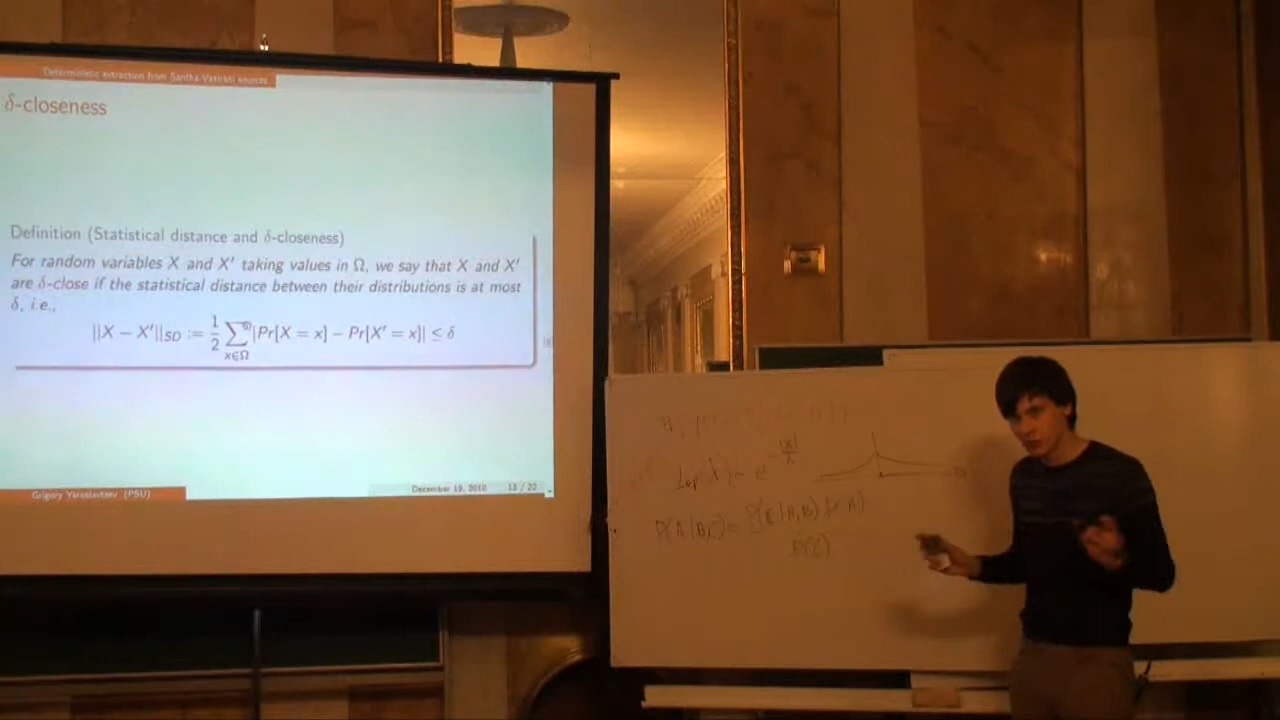 Deterministic extraction from Santha-Vazirani sources
δ-closeness
Definition (Statistical distance and δ-closeness)
For random variables X and X′ taking values in Ω, we say that X and X′
are δ-close if the statistical distance between their distributions is at most
δ, i.e.,
||X − X′||SD := 1/2 ∑x∈Ω |Pr[X = x] − Pr[X′ = x]| ≤ δ
Grigory Yaroslavtsev (PSU)
December 19, 2010 13 / 22
Lap(λ) ~ e^-|x|/λ